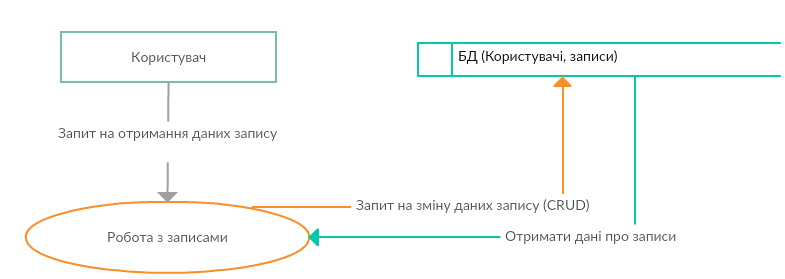 Користувач
БД (Користувачі, записи)
Запит на отримання даних запису
Запит на зміну даних запису (CRUD)
Робота з записами
Отримати дані про записи